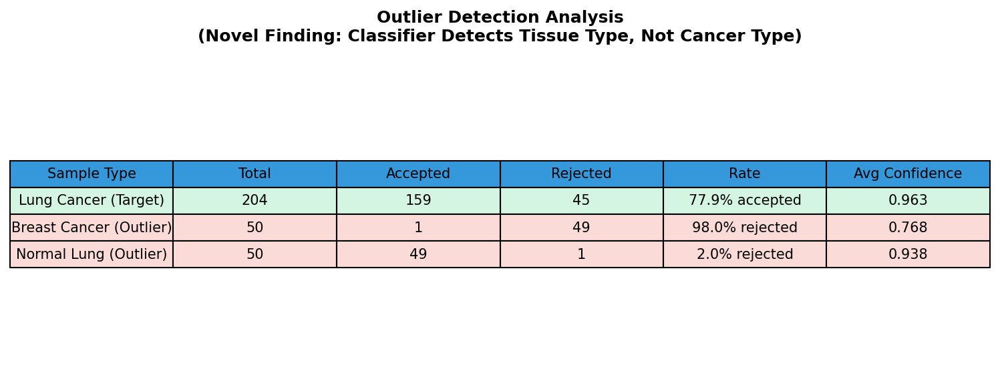 Outlier Detection Analysis
(Novel Finding: Classifier Detects Tissue Type, Not Cancer Type)
Sample Type Total Accepted Rejected Rate Avg Confidence
Lung Cancer (Target) 204 159 45 77.9% accepted 0.963
Breast Cancer (Outlier) 50 1 49 98.0% rejected 0.768
Normal Lung (Outlier) 50 49 1 2.0% rejected 0.938